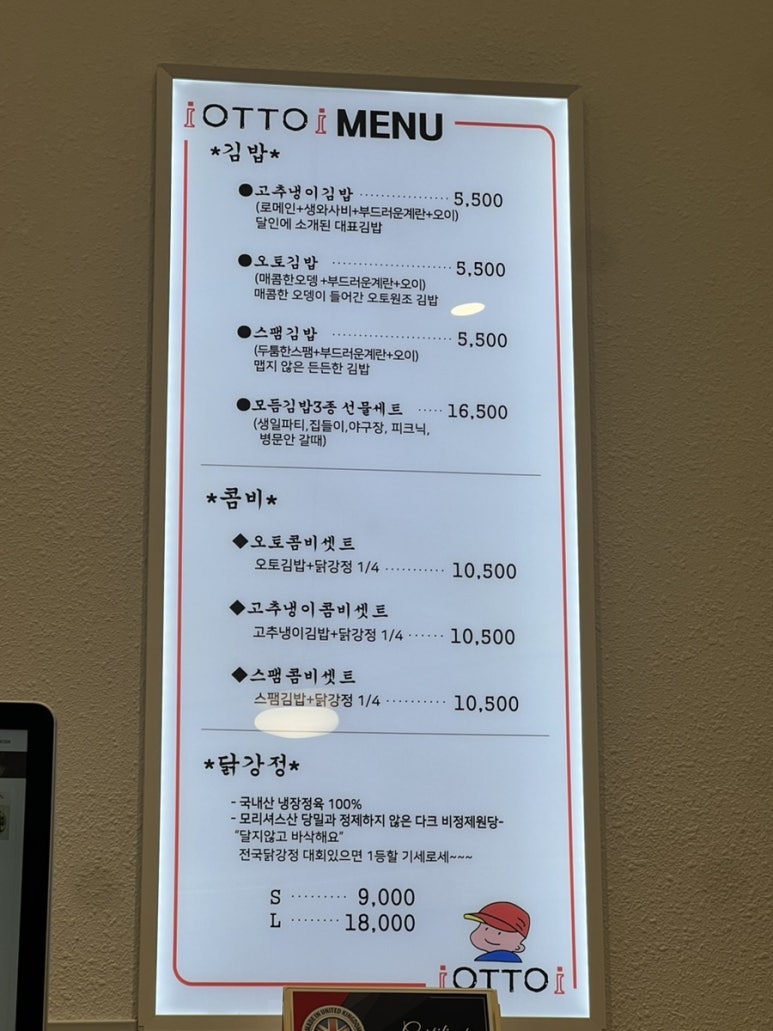 iOTTOi MENU
*김밥*
●고추냉이김밥 ·················· 5,500
(로메인+생와사비+부드러운계란+오이)
달인에 소개된 대표김밥
●오토김밥 ························ 5,500
(매콤한오뎅+부드러운계란+오이)
매콤한 오뎅이 들어간 오토원조 김밥
●스팸김밥 ························ 5,500
(두툼한스팸+부드러운계란+오이)
맵지 않은 든든한 김밥
●모듬김밥3종 선물세트 ····· 16,500
(생일파티,집들이,야구장, 피크닉,
병문안 갈때)
*콤비*
◆오토콤비셋트
오토김밥+닭강정 1/4 ·········· 10,500
◆고추냉이콤비셋트
고추냉이김밥+닭강정 1/4 ······ 10,500
◆스팸콤비셋트
스팸김밥+닭강정 1/4 ·········· 10,500
*닭강정*
- 국내산 냉장정육 100%
- 모리셔스산 당밀과 정제하지 않은 다크 비정제원당-
"달지않고 바삭해요"
전국닭강정 대회있으면 1등할 기세로세~~~
S ········· 9,000
L ········ 18,000
iOTTOi
MADE IN UNITED KINGDOM